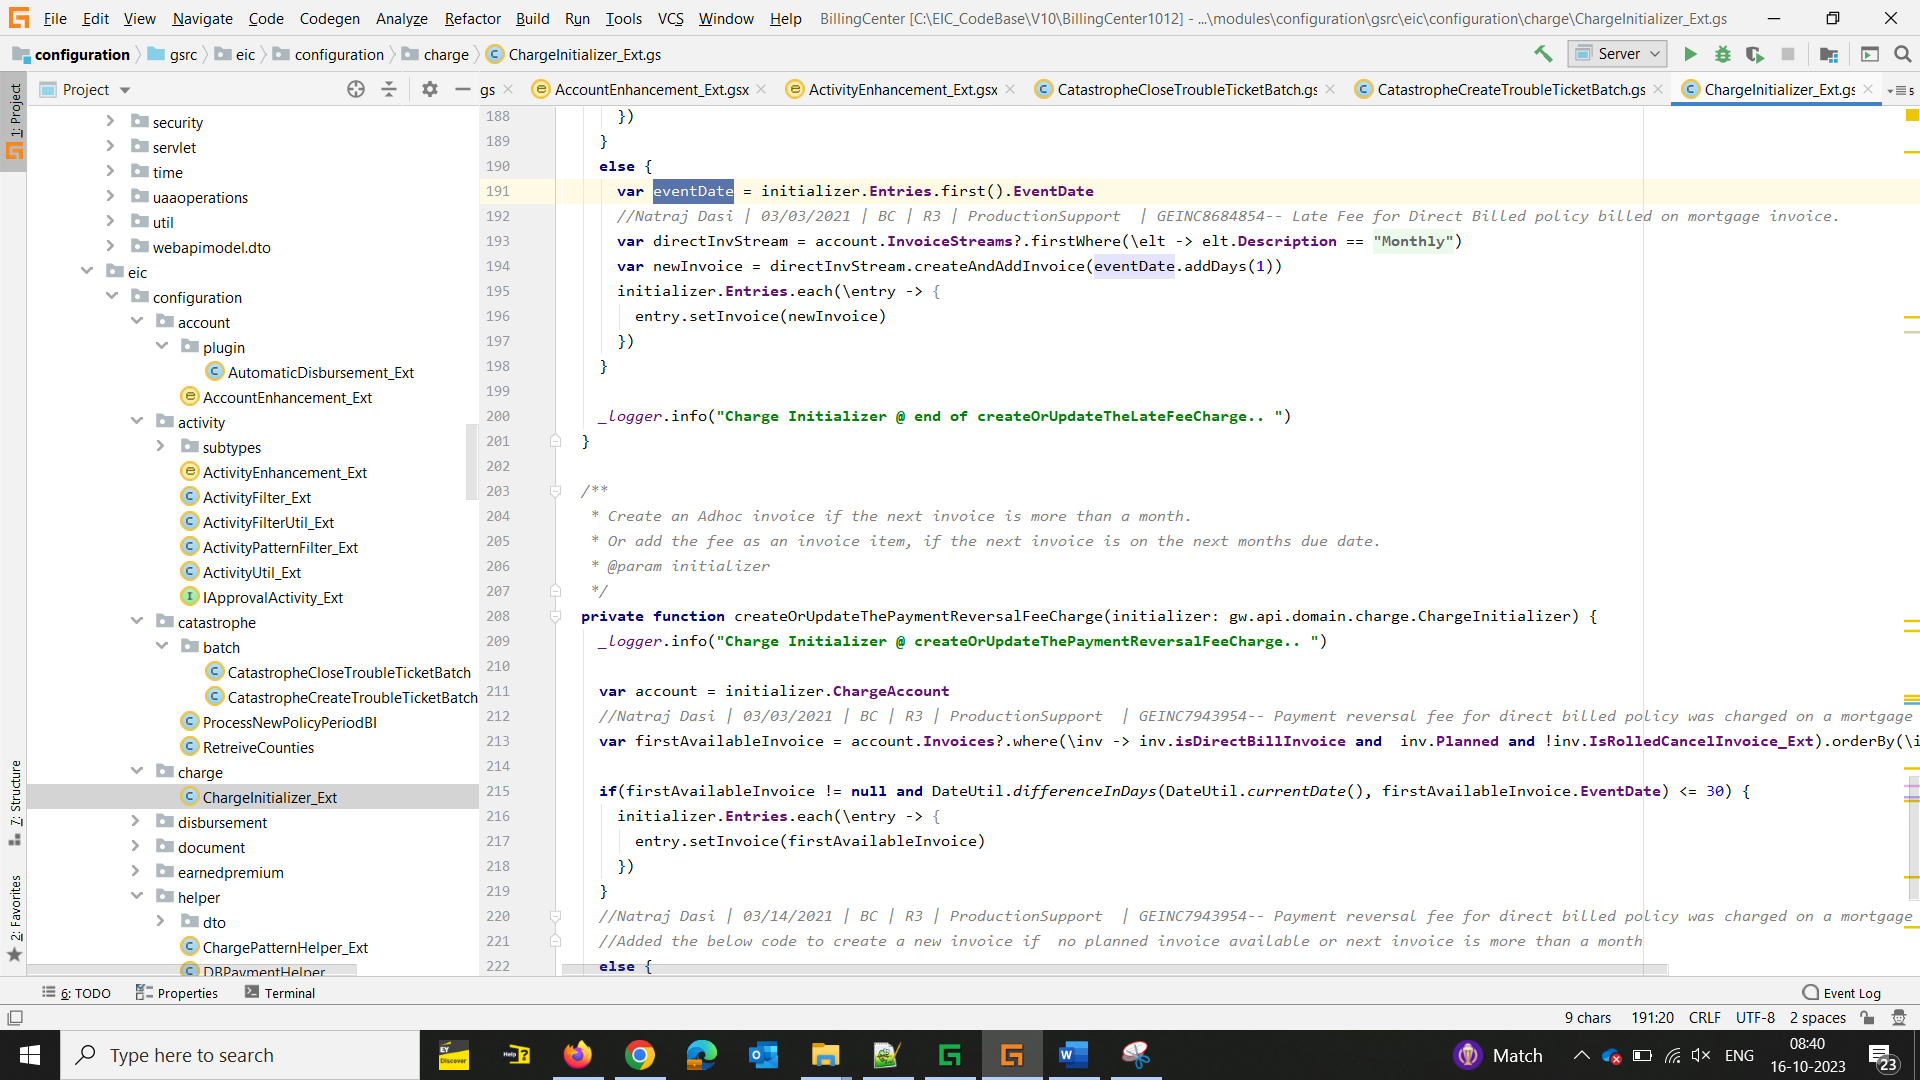 File Edit View Navigate Code Codegen Analyze Refactor Build Run Tools VCS Window Help BillingCenter [C:\EIC_CodeBase\V10\BillingCenter1012] - ...\modules\configuration\gsrc\eic\configuration\charge\ChargeInitializer_Ext.gs
configuration gsrc eic configuration charge ChargeInitializer_Ext.gs Server
Project gs AccountEnhancement_Ext.gsx ActivityEnhancement_Ext.gsx CatastropheCloseTroubleTicketBatch.gs CatastropheCreateTroubleTicketBatch.gs ChargeInitializer_Ext.gs 5
1: Project
7: Structure
2: Favorites
security
servlet
time
uaaoperations
util
webapimodel.dto
eic
configuration
account
plugin
AutomaticDisbursement_Ext
AccountEnhancement_Ext
activity
subtypes
ActivityEnhancement_Ext
ActivityFilter_Ext
ActivityFilterUtil_Ext
ActivityPatternFilter_Ext
ActivityUtil_Ext
IApprovalActivity_Ext
catastrophe
batch
CatastropheCloseTroubleTicketBatch
CatastropheCreateTroubleTicketBatch
ProcessNewPolicyPeriodBI
RetreiveCounties
charge
ChargeInitializer_Ext
disbursement
document
earnedpremium
helper
dto
ChargePatternHelper_Ext
DBPaymentHelper
188 })
189 }
190 else {
191 var eventDate = initializer.Entries.first().EventDate
192 //Natraj Dasi | 03/03/2021 | BC | R3 | ProductionSupport | GEINC8684854-- Late Fee for Direct Billed policy billed on mortgage invoice.
193 var directInvStream = account.InvoiceStreams?.firstWhere(\elt -> elt.Description == "Monthly")
194 var newInvoice = directInvStream.createAndAddInvoice(eventDate.addDays(1))
195 initializer.Entries.each(\entry -> {
196 entry.setInvoice(newInvoice)
197 })
198 }
199
200 _logger.info("Charge Initializer @ end of createOrUpdateTheLateFeeCharge.. ")
201 }
202
203 /**
204 * Create an Adhoc invoice if the next invoice is more than a month.
205 * Or add the fee as an invoice item, if the next invoice is on the next months due date.
206 * @param initializer
207 */
208 private function createOrUpdateThePaymentReversalFeeCharge(initializer: gw.api.domain.charge.ChargeInitializer) {
209 _logger.info("Charge Initializer @ createOrUpdateThePaymentReversalFeeCharge.. ")
210
211 var account = initializer.ChargeAccount
212 //Natraj Dasi | 03/03/2021 | BC | R3 | ProductionSupport | GEINC7943954-- Payment reversal fee for direct billed policy was charged on a mortgage
213 var firstAvailableInvoice = account.Invoices?.where(\inv -> inv.isDirectBillInvoice and inv.Planned and !inv.IsRolledCancelInvoice_Ext).orderBy(\i
214
215 if(firstAvailableInvoice != null and DateUtil.differenceInDays(DateUtil.currentDate(), firstAvailableInvoice.EventDate) <= 30) {
216 initializer.Entries.each(\entry -> {
217 entry.setInvoice(firstAvailableInvoice)
218 })
219 }
220 //Natraj Dasi | 03/14/2021 | BC | R3 | ProductionSupport | GEINC7943954-- Payment reversal fee for direct billed policy was charged on a mortgage
221 //Added the below code to create a new invoice if no planned invoice available or next invoice is more than a month
222 else {
6: TODO Properties Terminal Event Log
9 chars 191:20 CRLF UTF-8 2 spaces
Type here to search EY Discover Help? Match ENG 08:40 16-10-2023 23